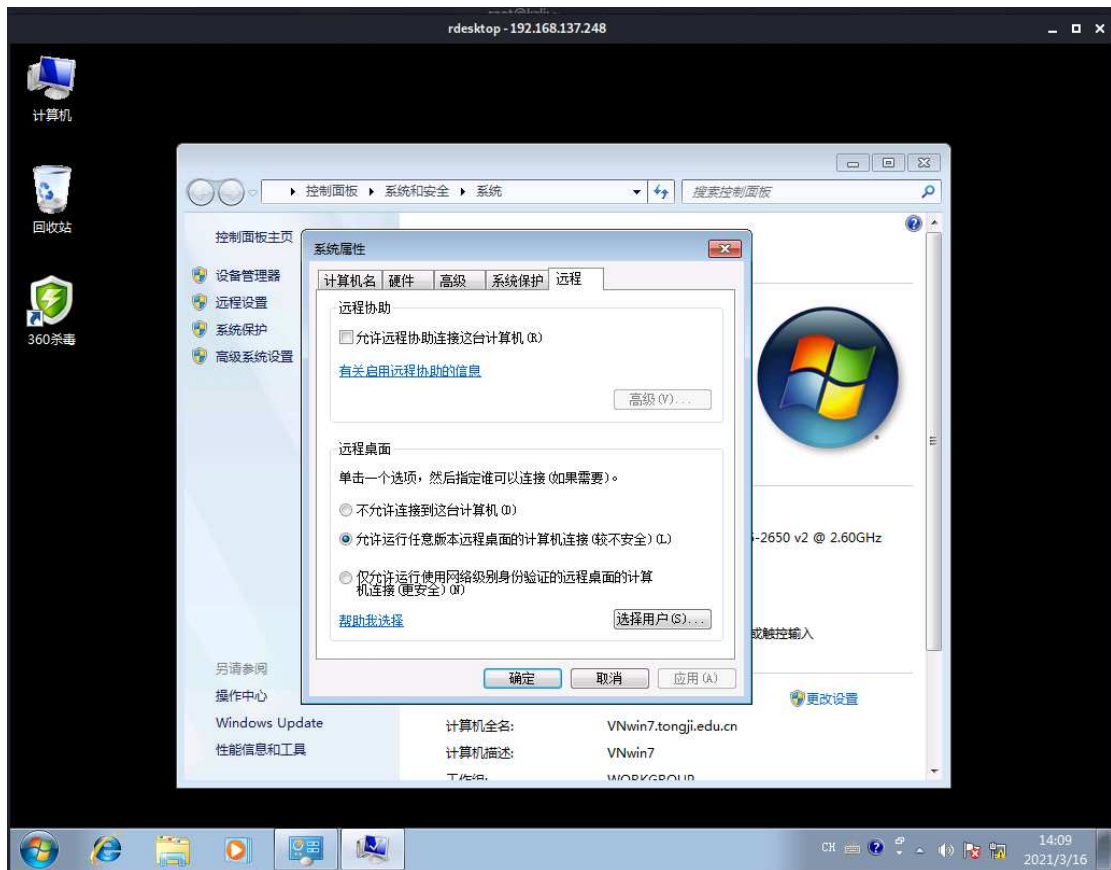 rdesktop - 192.168.137.248
计算机
回收站
360杀毒
控制面板 系统和安全 系统
搜索控制面板
控制面板主页
设备管理器
远程设置
系统保护
高级系统设置
系统属性
计算机名 硬件 高级 系统保护 远程
远程协助
允许远程协助连接这台计算机(R)
有关启用远程协助的信息
高级(V)...
远程桌面
单击一个选项，然后指定谁可以连接(如果需要)。
不允许连接到这台计算机(D)
允许运行任意版本远程桌面的计算机连接(较不安全)(L)
仅允许运行使用网络级别身份验证的远程桌面的计算
机连接(更安全)(N)
帮助我选择
选择用户(S)...
确定 取消 应用(A)
-2650 v2 @ 2.60GHz
或触控输入
更改设置
另请参阅
操作中心
Windows Update
性能信息和工具
计算机全名: VNwin7.tongji.edu.cn
计算机描述: VNwin7
工作组: WORKGROUP
CH
14:09
2021/3/16